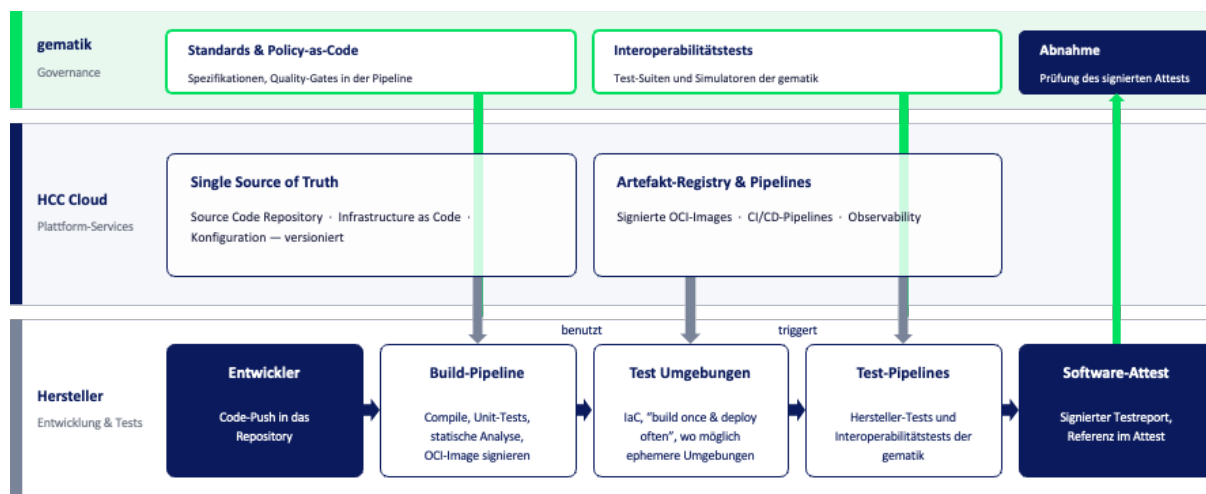 gematik
Governance
Standards & Policy-as-Code
Spezifikationen, Quality-Gates in der Pipeline
Interoperabilitätstests
Test-Suiten und Simulatoren der gematik
Abnahme
Prüfung des signierten Attests
HCC Cloud
Plattform-Services
Single Source of Truth
Source Code Repository · Infrastructure as Code ·
Konfiguration — versioniert
Artefakt-Registry & Pipelines
Signierte OCI-Images · CI/CD-Pipelines · Observability
benutzt
triggert
Hersteller
Entwicklung & Tests
Entwickler
Code-Push in das
Repository
Build-Pipeline
Compile, Unit-Tests,
statische Analyse,
OCI-Image signieren
Test Umgebungen
IaC, "build once & deploy
often", wo möglich
ephemere Umgebungen
Test-Pipelines
Hersteller-Tests und
Interoperabilitätstests der
gematik
Software-Attest
Signierter Testreport,
Referenz im Attest